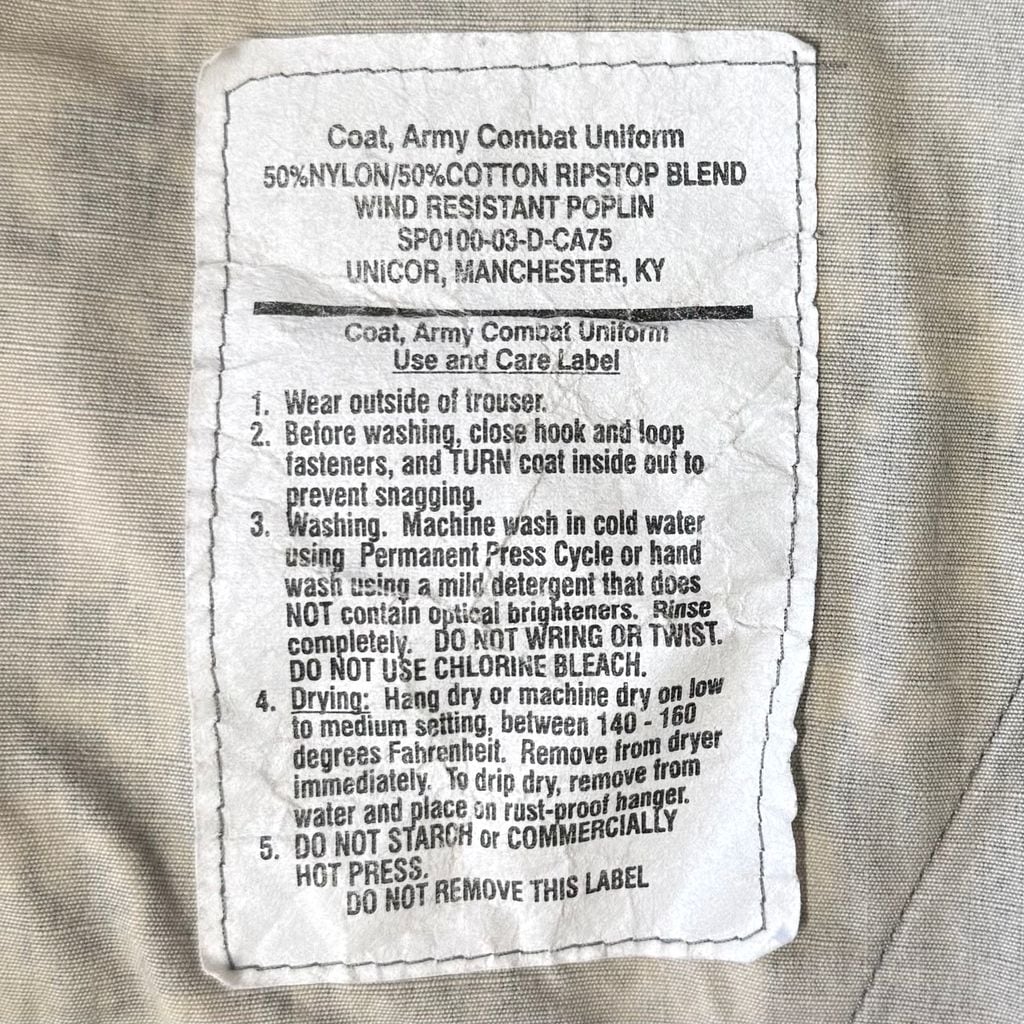 Coat, Army Combat Uniform
50%NYLON/50%COTTON RIPSTOP BLEND
WIND RESISTANT POPLIN
SP0100-03-D-CA75
UNICOR, MANCHESTER, KY
Coat, Army Combat Uniform
Use and Care Label
1. Wear outside of trouser.
2. Before washing, close hook and loop
fasteners, and TURN coat inside out to
prevent snagging.
3. Washing. Machine wash in cold water
using Permanent Press Cycle or hand
wash using a mild detergent that does
NOT contain optical brighteners. Rinse
completely. DO NOT WRING OR TWIST.
DO NOT USE CHLORINE BLEACH.
4. Drying: Hang dry or machine dry on low
to medium setting, between 140 - 160
degrees Fahrenheit. Remove from dryer
immediately. To drip dry, remove from
water and place on rust-proof hanger.
5. DO NOT STARCH or COMMERCIALLY
HOT PRESS.
DO NOT REMOVE THIS LABEL